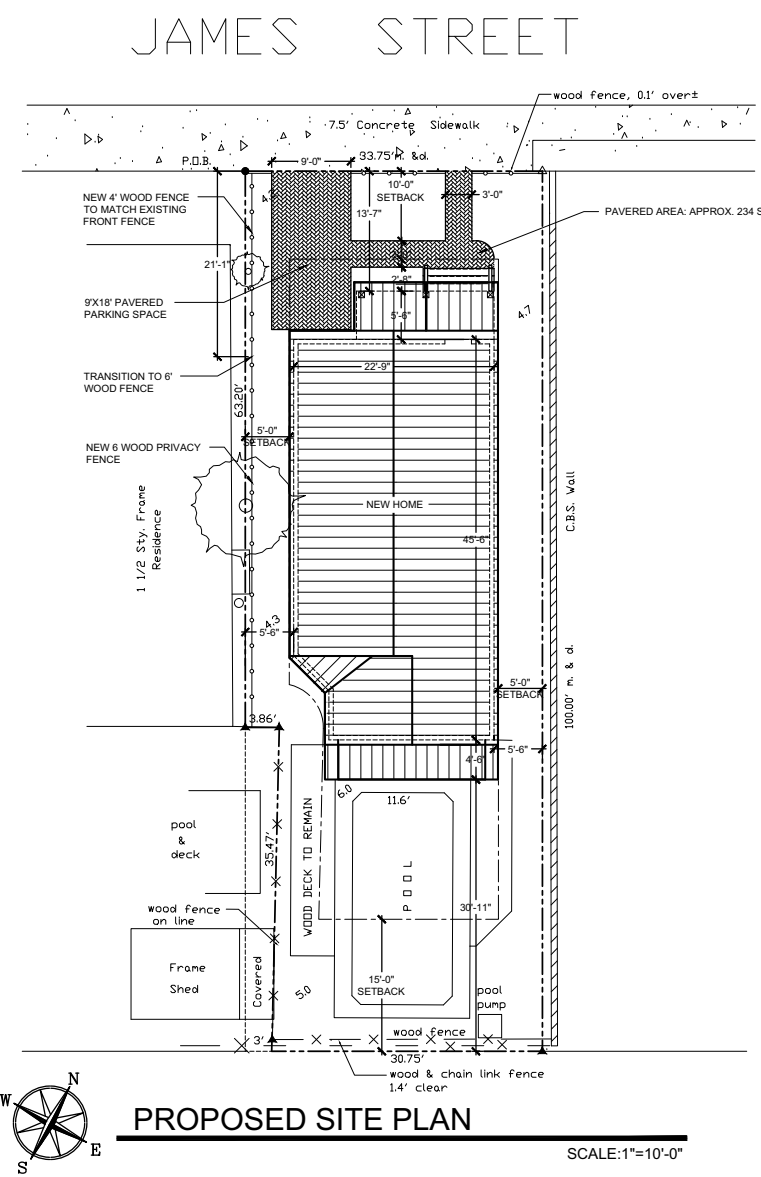 JAMES STREET
wood fence, 0.1' over±
7.5' Concrete Sidewalk
P.O.B.
9'-0"
33.75'm. &d.
10'-0"
SETBACK
3'-0"
13'-7"
NEW 4' WOOD FENCE
TO MATCH EXISTING
FRONT FENCE
PAVERED AREA: APPROX. 234 S
21'-1"
2'-8"
9'X18' PAVERED
PARKING SPACE
5'-6"
4.7
TRANSITION TO 6'
WOOD FENCE
22'-9"
63.20'
5'-0"
SETBACK
NEW 6 WOOD PRIVACY
FENCE
NEW HOME
1 1/2 Sty. Frame
Residence
C.B.S. Wall
45'-6"
4.3
5'-6"
5'-0"
SETBACK
100.00' m. & d.
3.86'
5'-6"
4'-6"
6.0
11.6'
pool
&
deck
35.47'
WOOD DECK TO REMAIN
POOL
wood fence
on line
30'-11"
Frame
Shed
Covered
5.0
15'-0"
SETBACK
pool
pump
wood fence
3'
30.75'
wood & chain link fence
1.4' clear
N
W
E
S
PROPOSED SITE PLAN
SCALE:1"=10'-0"